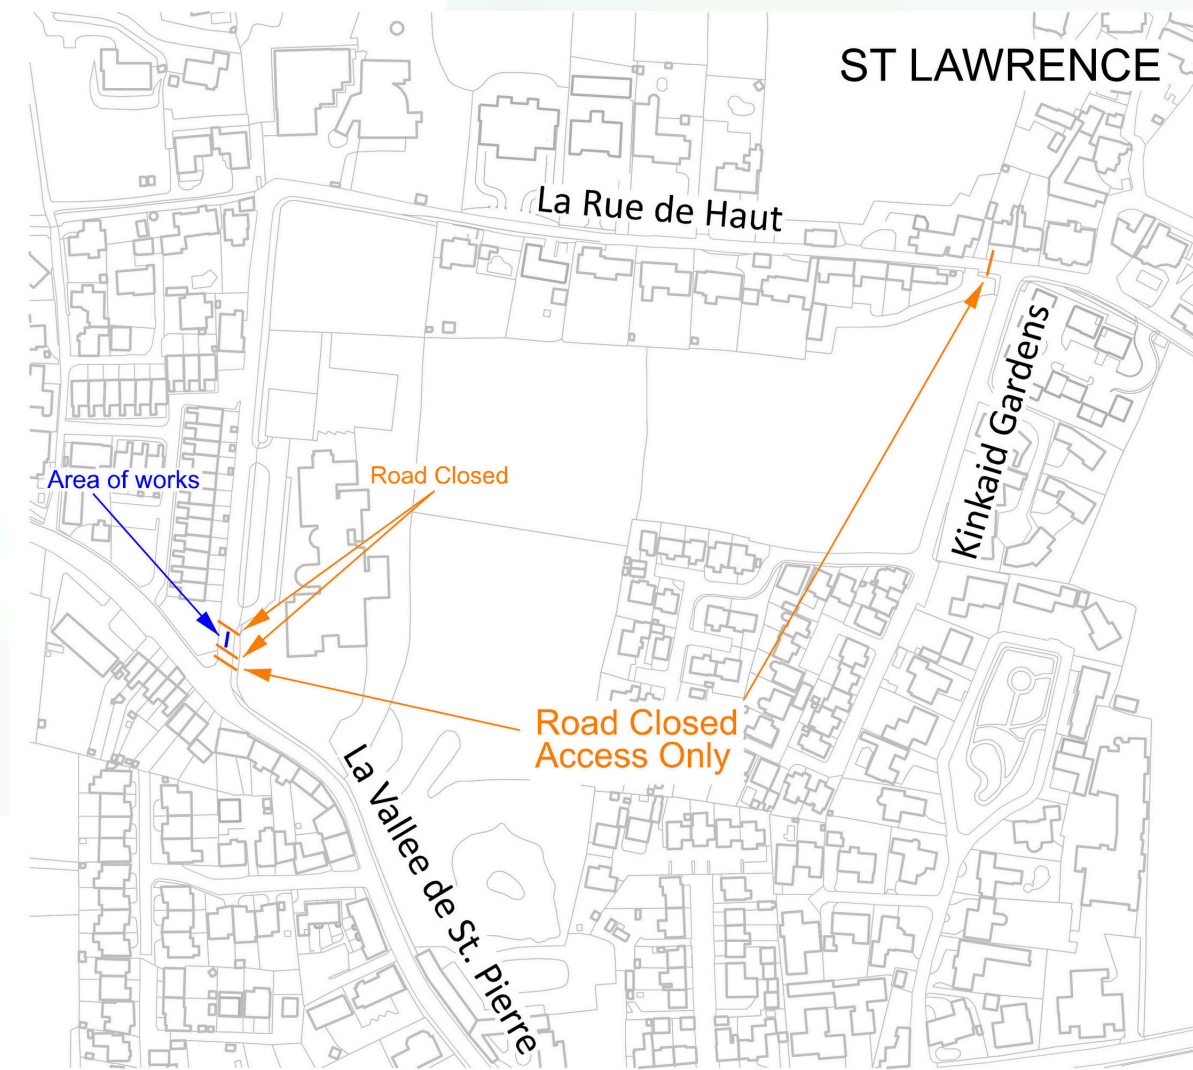 ST LAWRENCE
La Rue de Haut
Kinkaid Gardens
Area of works
Road Closed
Road Closed
Access Only
La Vallee de St. Pierre